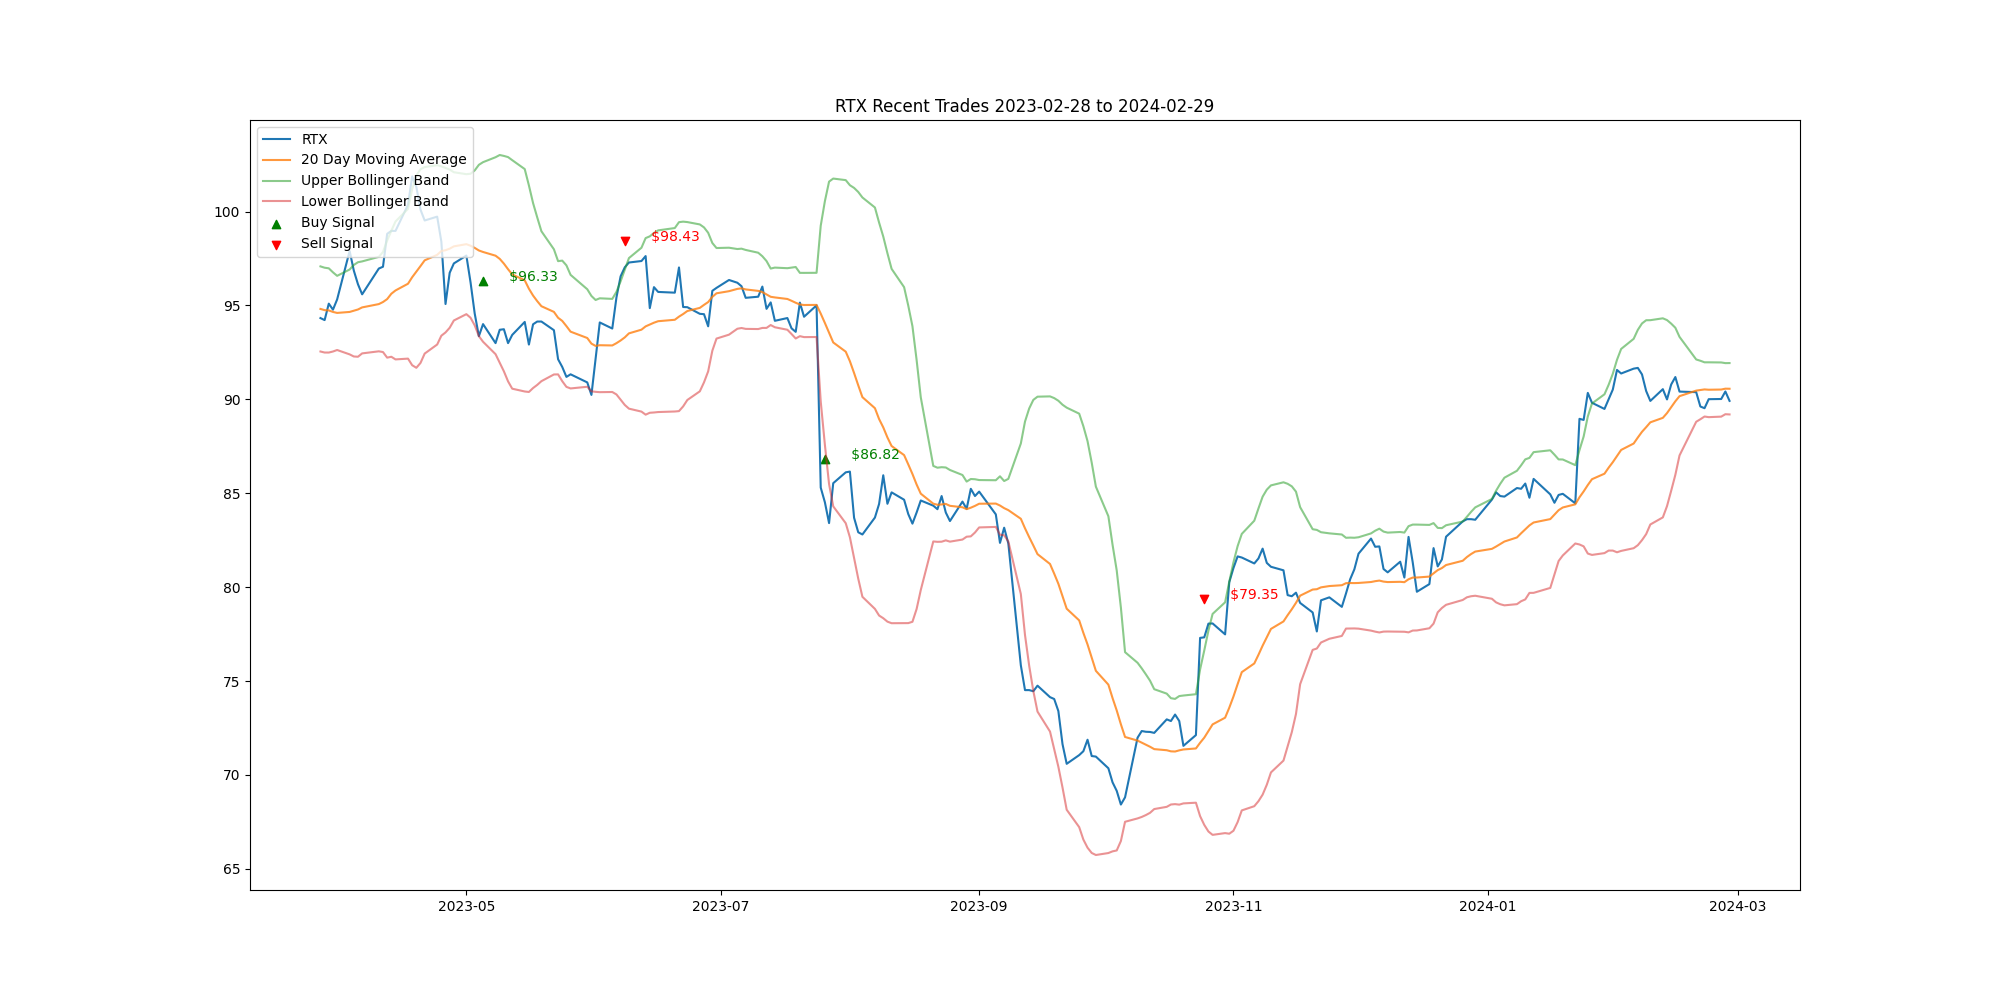 RTX Recent Trades 2023-02-28 to 2024-02-29
RTX
20 Day Moving Average
Upper Bollinger Band
Lower Bollinger Band
Buy Signal
Sell Signal
100
95
90
85
80
75
70
65
$96.33
$98.43
$86.82
$79.35
2023-05
2023-07
2023-09
2023-11
2024-01
2024-03